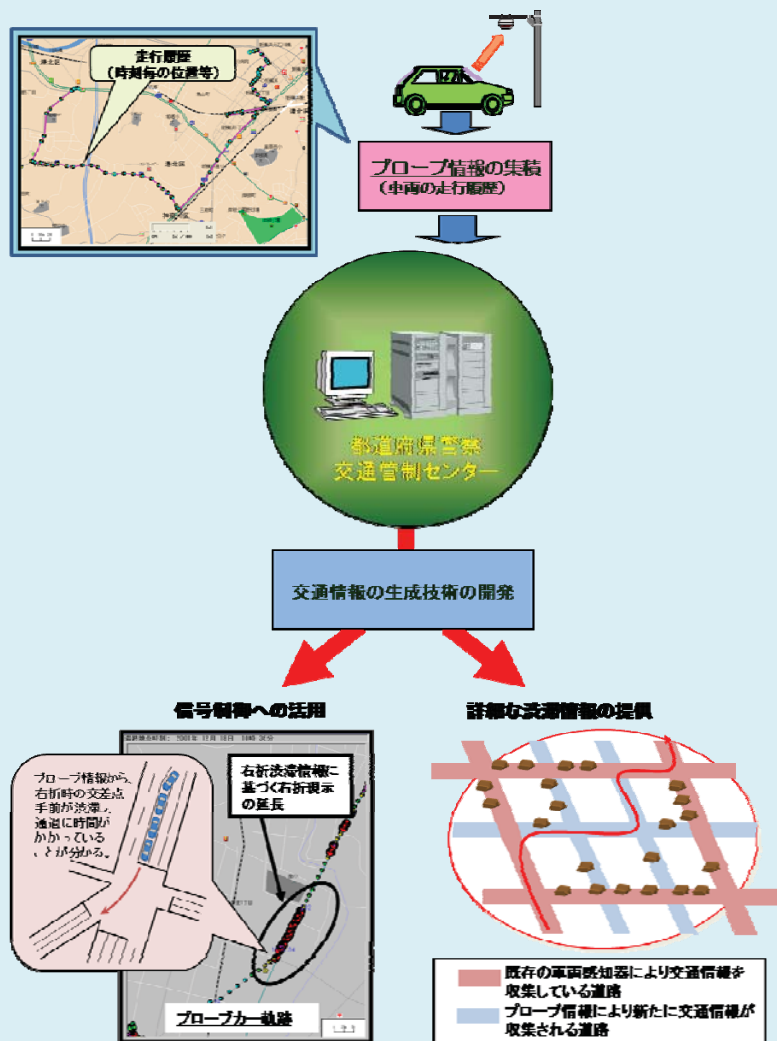 走行履歴
(時刻毎の位置等)
プローブ情報の集積
(車両の走行履歴)
都道府県警察
交通管制センター
交通情報の生成技術の開発
信号制御への活用
詳細な渋滞情報の提供
プローブ情報から、
右折時の交差点
手前が渋滞し、
通過に時間が
かかっている
ことが分かる。
右折渋滞情報に
基づく右折現示
の延長
プローブカー軌跡
既存の車両感知器により交通情報を
収集している道路
プローブ情報により新たに交通情報が
収集される道路